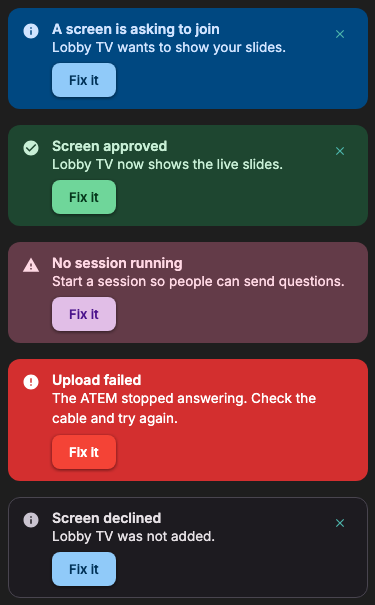 A screen is asking to join
Lobby TV wants to show your slides.
Fix it
Screen approved
Lobby TV now shows the live slides.
Fix it
No session running
Start a session so people can send questions.
Fix it
Upload failed
The ATEM stopped answering. Check the
cable and try again.
Fix it
Screen declined
Lobby TV was not added.
Fix it